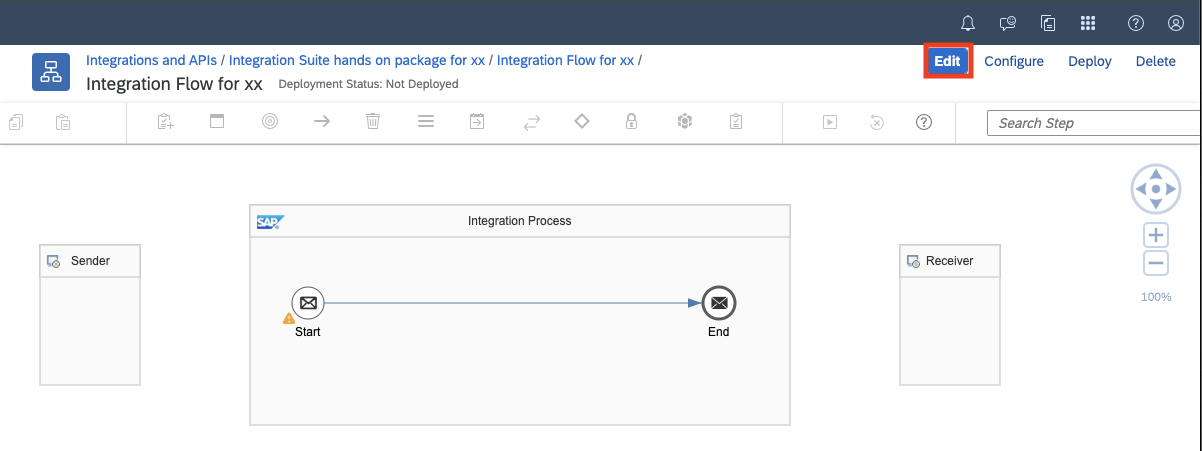 Integrations and APIs / Integration Suite hands on package for xx / Integration Flow for xx /
Edit Configure Deploy Delete
Integration Flow for xx Deployment Status: Not Deployed
Search Step
SAP Integration Process
Sender
Receiver
Start
End
100%